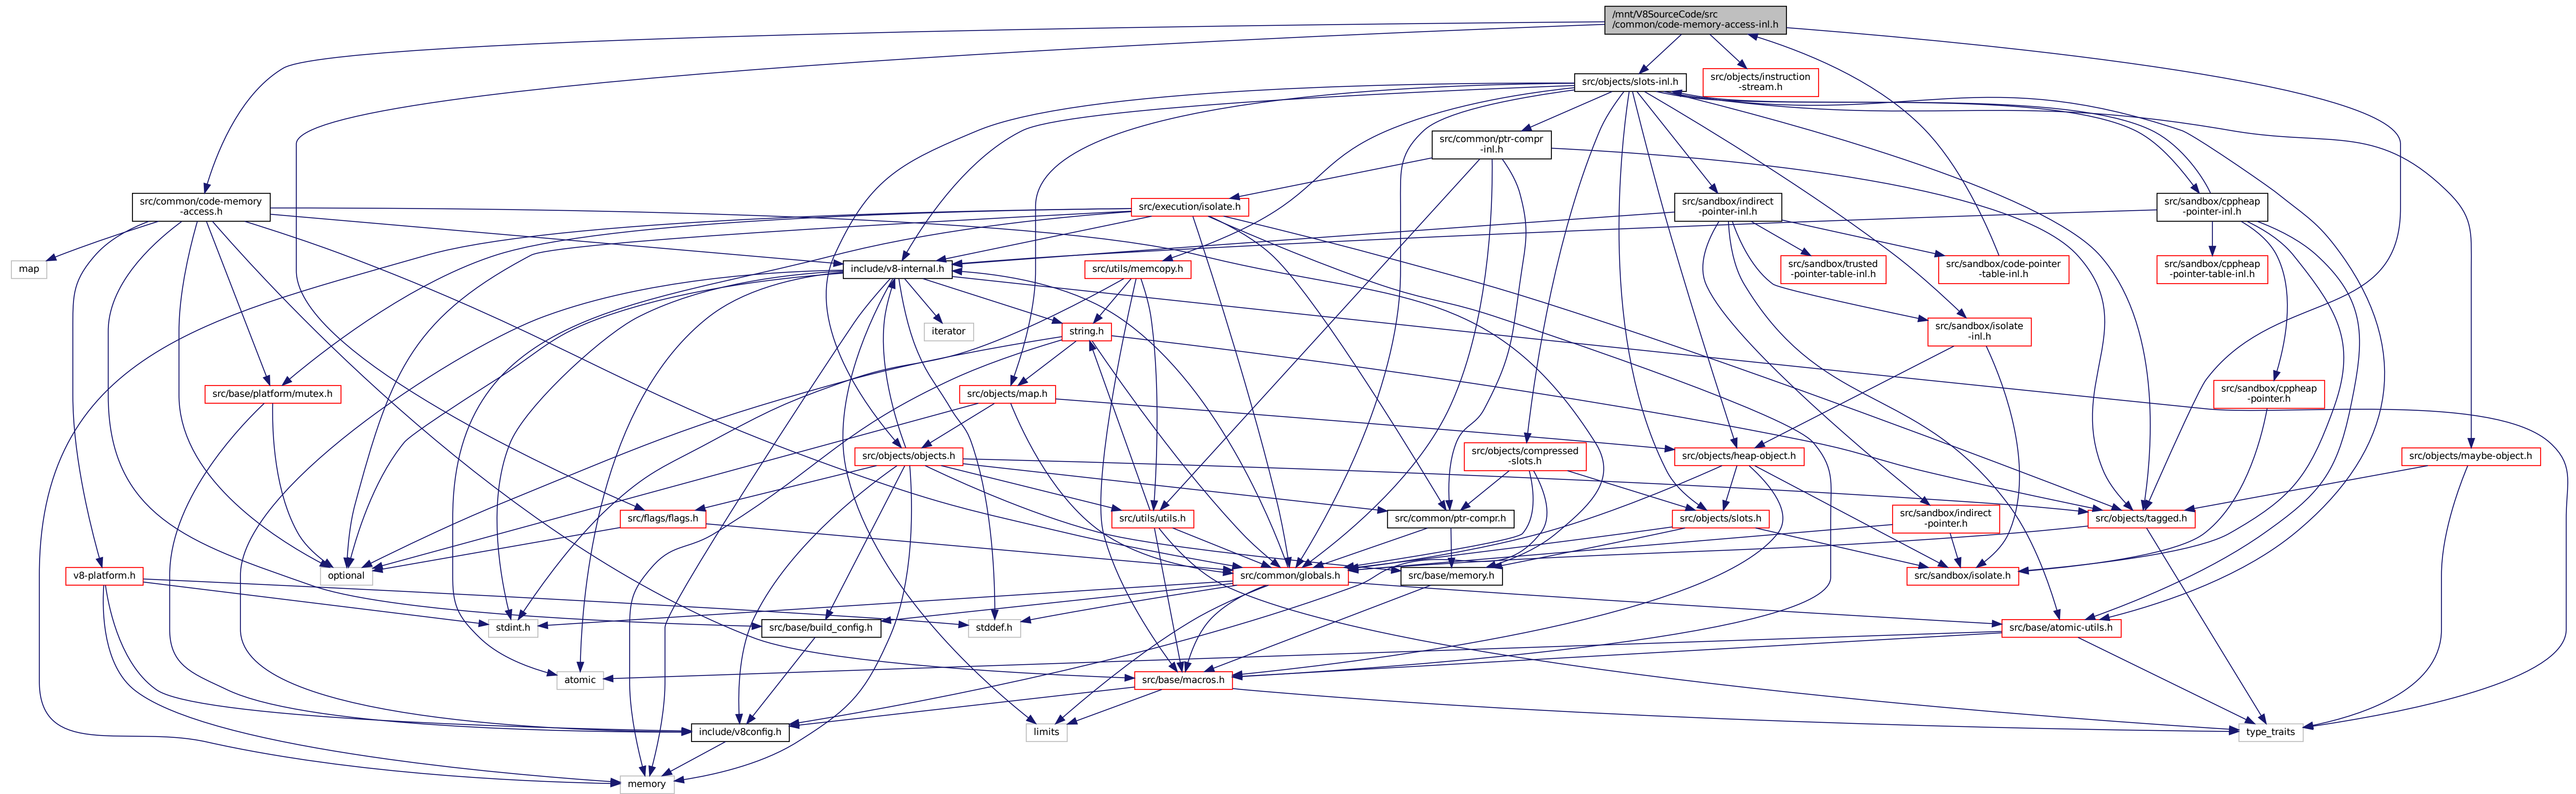 /mnt/V8SourceCode/src
/common/code-memory-access-inl.h
src/objects/slots-inl.h
src/objects/instruction
-stream.h
src/common/ptr-compr
-inl.h
src/common/code-memory
-access.h
src/execution/isolate.h
src/sandbox/indirect
-pointer-inl.h
src/sandbox/cppheap
-pointer-inl.h
map
include/v8-internal.h
src/utils/memcopy.h
src/sandbox/trusted
-pointer-table-inl.h
src/sandbox/code-pointer
-table-inl.h
src/sandbox/cppheap
-pointer-table-inl.h
iterator
string.h
src/sandbox/isolate
-inl.h
src/base/platform/mutex.h
src/objects/map.h
src/sandbox/cppheap
-pointer.h
src/objects/objects.h
src/objects/compressed
-slots.h
src/objects/heap-object.h
src/objects/maybe-object.h
src/flags/flags.h
src/utils/utils.h
src/common/ptr-compr.h
src/objects/slots.h
src/sandbox/indirect
-pointer.h
src/objects/tagged.h
v8-platform.h
optional
src/common/globals.h
src/base/memory.h
src/sandbox/isolate.h
stdint.h
src/base/build_config.h
stddef.h
src/base/atomic-utils.h
atomic
src/base/macros.h
include/v8config.h
limits
type_traits
memory